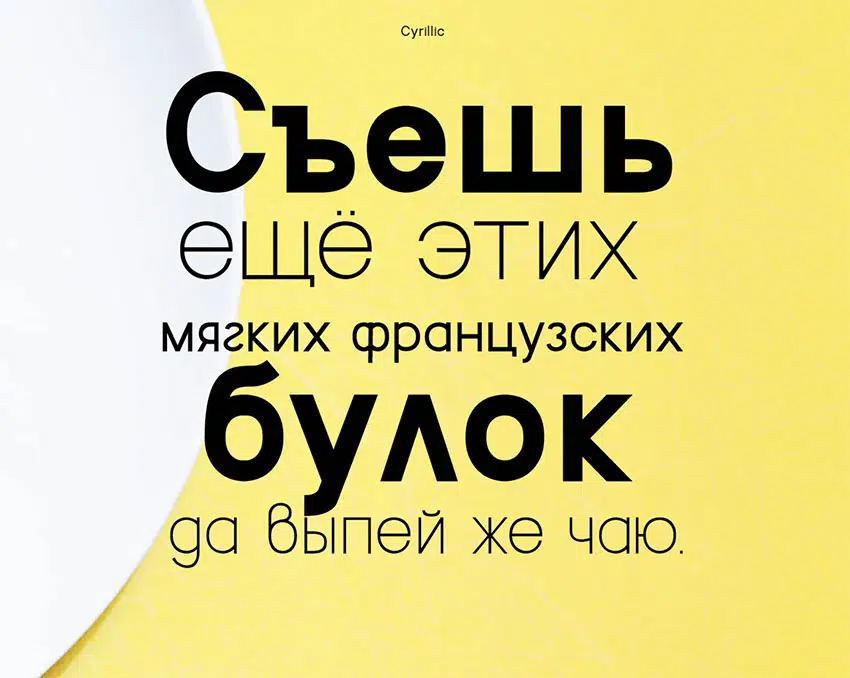 Cyrillic
Съешь
ещё этих
мягких французских
булок
да выпей же чаю.